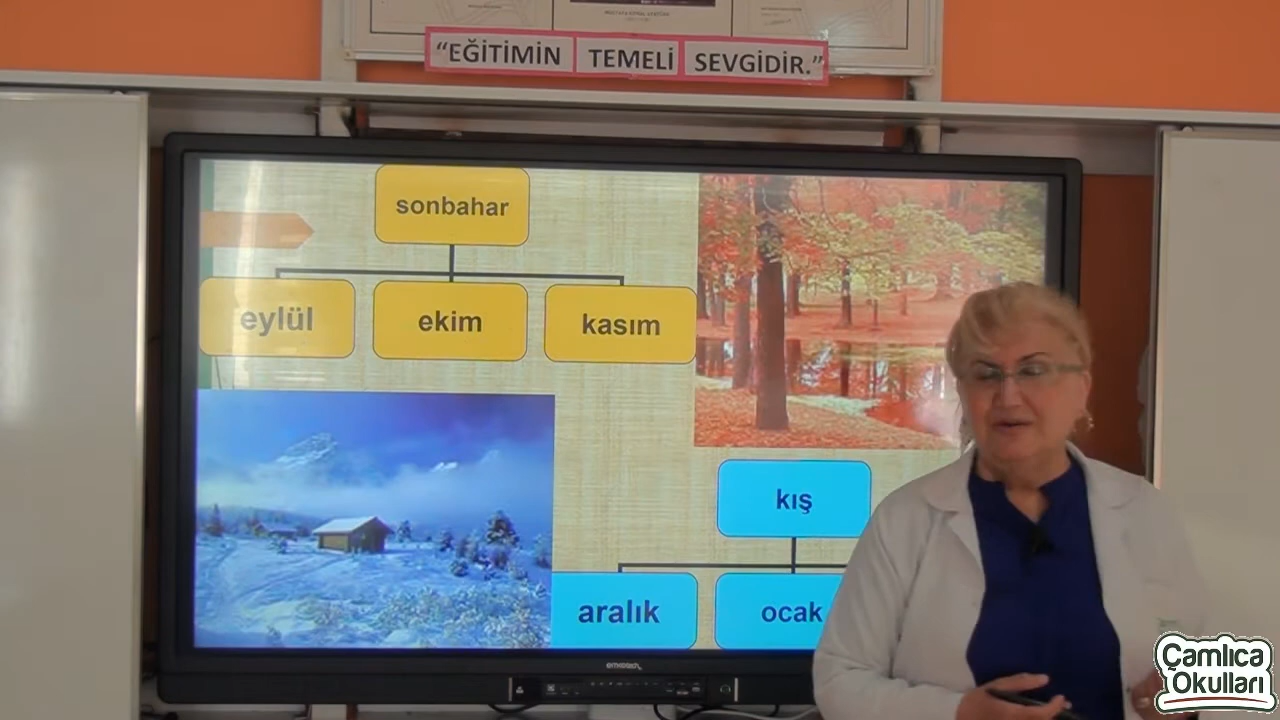 “EĞİTİMİN TEMELİ SEVGİDİR.”
sonbahar
eylül ekim kasım
kış
aralık ocak
Çamlıca
Okulları